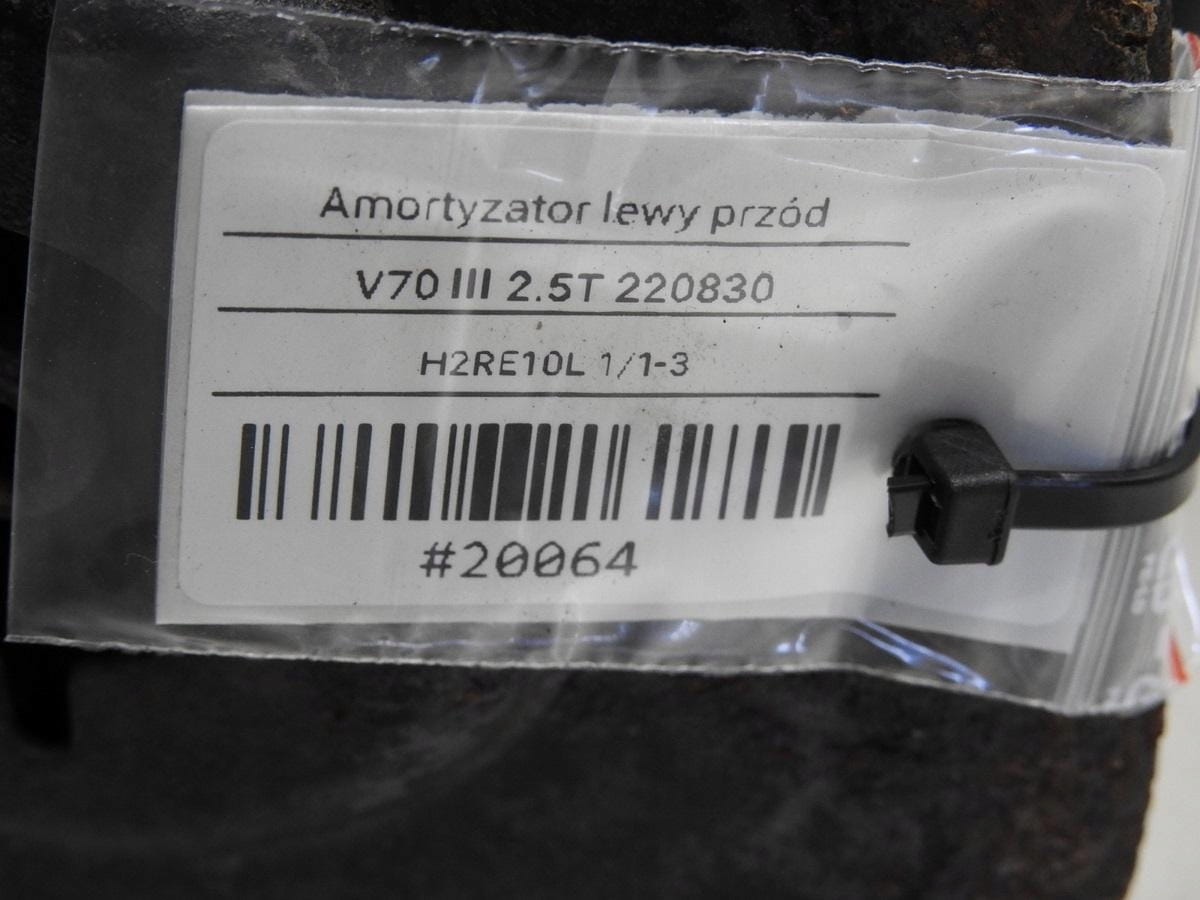 Amortyzator lewy przód
V70 III 2.5T 220830
H2RE10L 1/1-3
#20064